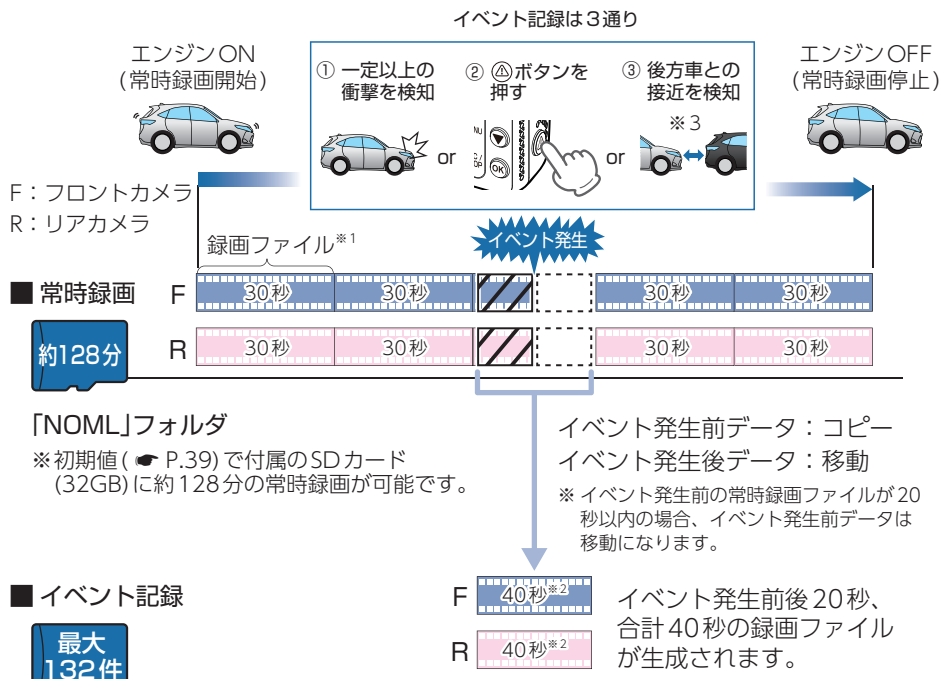 イベント記録は3通り
エンジンON
(常時録画開始)
① 一定以上の
衝撃を検知
or
② ⚠ボタンを
押す
MENU
OK
or
③ 後方車との
接近を検知
※3
エンジンOFF
(常時録画停止)
F：フロントカメラ
R：リアカメラ
録画ファイル※1
イベント発生
■ 常時録画
F 30秒 30秒 30秒 30秒
約128分
R 30秒 30秒 30秒 30秒
「NOML」フォルダ
※初期値( ☛ P.39) で付属のSDカード
(32GB) に約128分の常時録画が可能です。
イベント発生前データ：コピー
イベント発生後データ：移動
※ イベント発生前の常時録画ファイルが20
秒以内の場合、イベント発生前データは
移動になります。
■ イベント記録
最大
132件
F 40秒※2
R 40秒※2
イベント発生前後20秒、
合計40秒の録画ファイル
が生成されます。